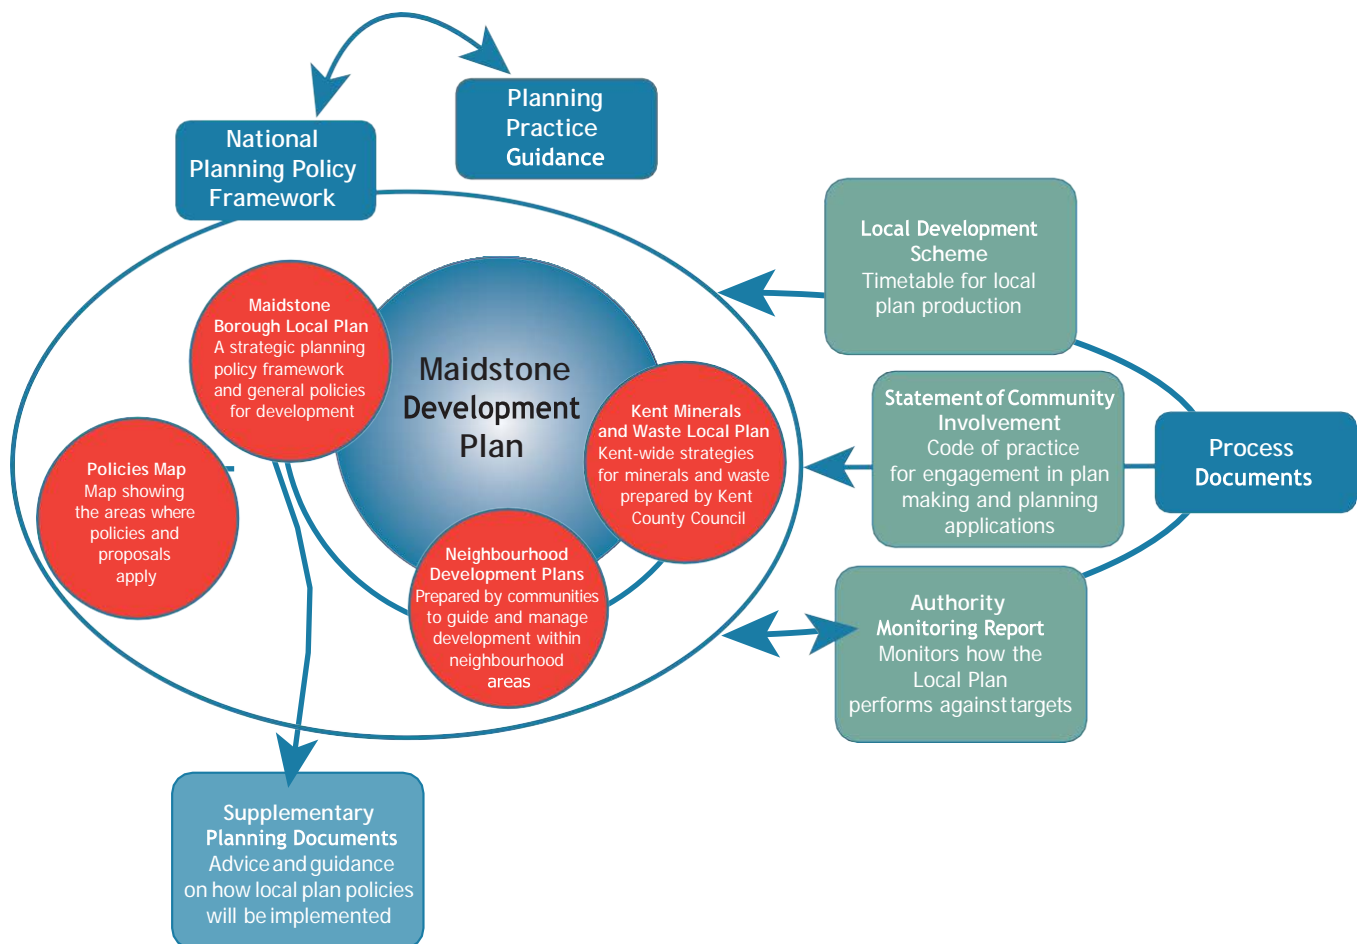 Planning
Practice
Guidance
National
Planning Policy
Framework
Local Development
Scheme
Timetable for local
plan production
Maidstone
Borough Local Plan
A strategic planning
policy framework
and general policies
for development
Maidstone
Development
Plan
Kent Minerals
and Waste Local Plan
Kent-wide strategies
for minerals and waste
prepared by Kent
County Council
Statement of Community
Involvement
Code of practice
for engagement in plan
making and planning
applications
Process
Documents
Policies Map
Map showing
the areas where
policies and
proposals
apply
Neighbourhood
Development Plans
Prepared by communities
to guide and manage
development within
neighbourhood
areas
Authority
Monitoring Report
Monitors how the
Local Plan
performs against targets
Supplementary
Planning Documents
Advice and guidance
on how local plan policies
will be implemented